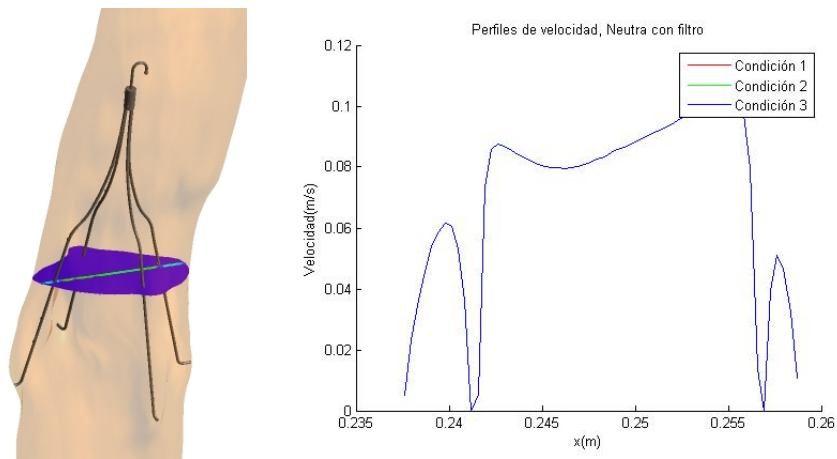 Perfiles de velocidad, Neutra con filtro
Condición 1
Condición 2
Condición 3
Velocidad(m/s)
0.12
0.1
0.08
0.06
0.04
0.02
0
0.235
0.24
0.245
0.25
0.255
0.26
x(m)